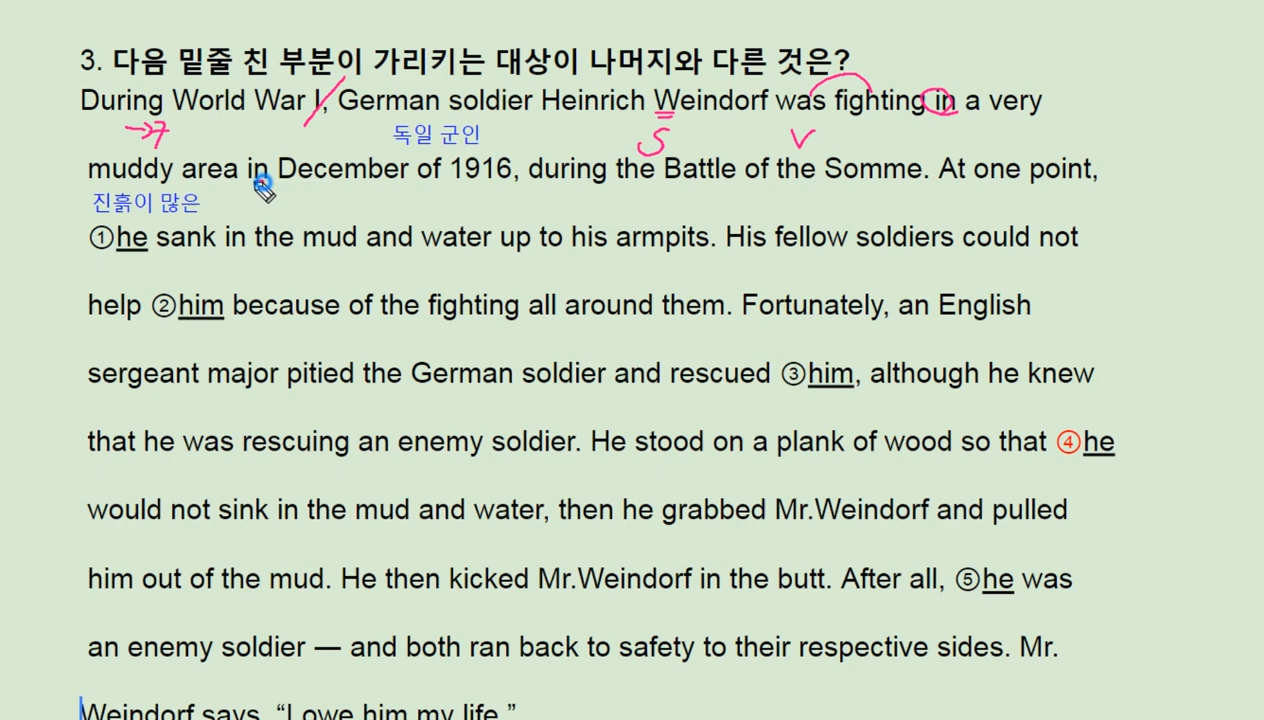 3. 다음 밑줄 친 부분이 가리키는 대상이 나머지와 다른 것은?
During World War I, German soldier Heinrich Weindorf was fighting in a very
독일 군인 S V
muddy area in December of 1916, during the Battle of the Somme. At one point,
진흙이 많은
①he sank in the mud and water up to his armpits. His fellow soldiers could not
help ②him because of the fighting all around them. Fortunately, an English
sergeant major pitied the German soldier and rescued ③him, although he knew
that he was rescuing an enemy soldier. He stood on a plank of wood so that ④he
would not sink in the mud and water, then he grabbed Mr.Weindorf and pulled
him out of the mud. He then kicked Mr.Weindorf in the butt. After all, ⑤he was
an enemy soldier — and both ran back to safety to their respective sides. Mr.
Weindorf says, “I owe him my life.”